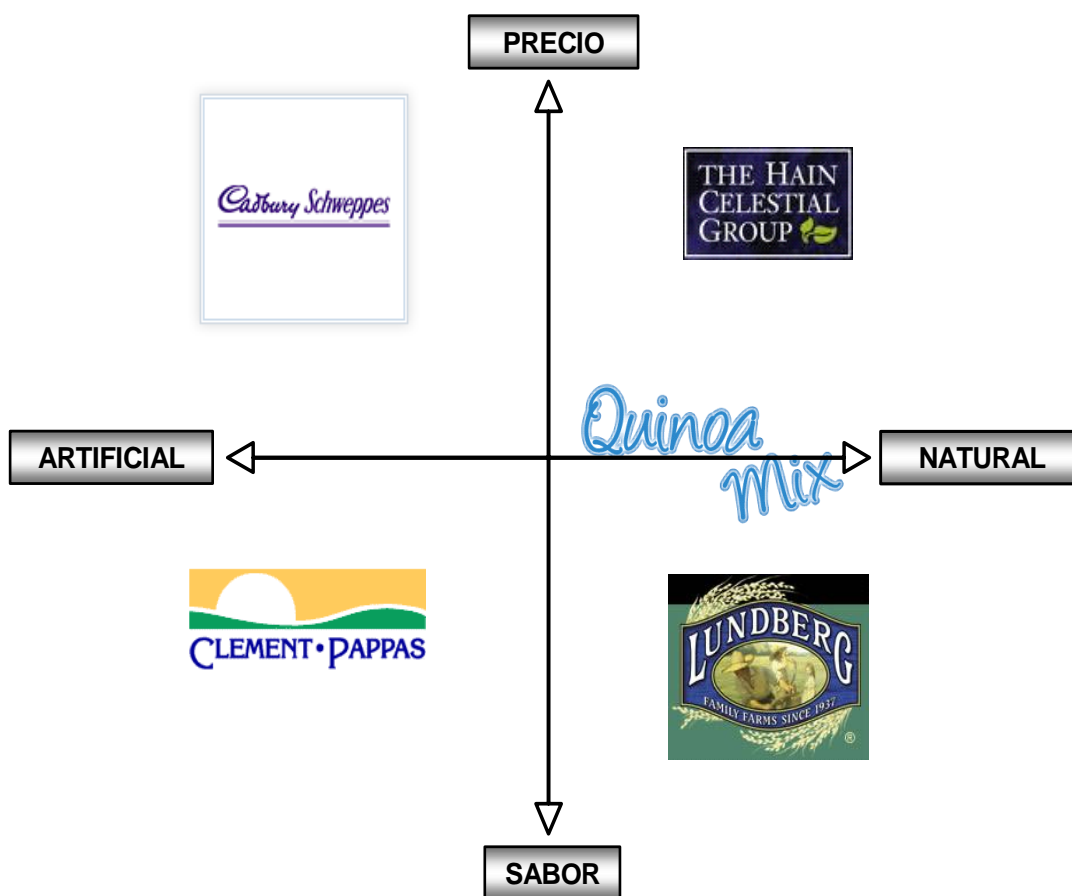 PRECIO
Cadbury Schweppes
THE HAIN
CELESTIAL
GROUP
Quinoa
Mix
ARTIFICIAL
NATURAL
CLEMENT•PAPPAS
LUNDBERG
FAMILY FARMS SINCE 1937
®
SABOR